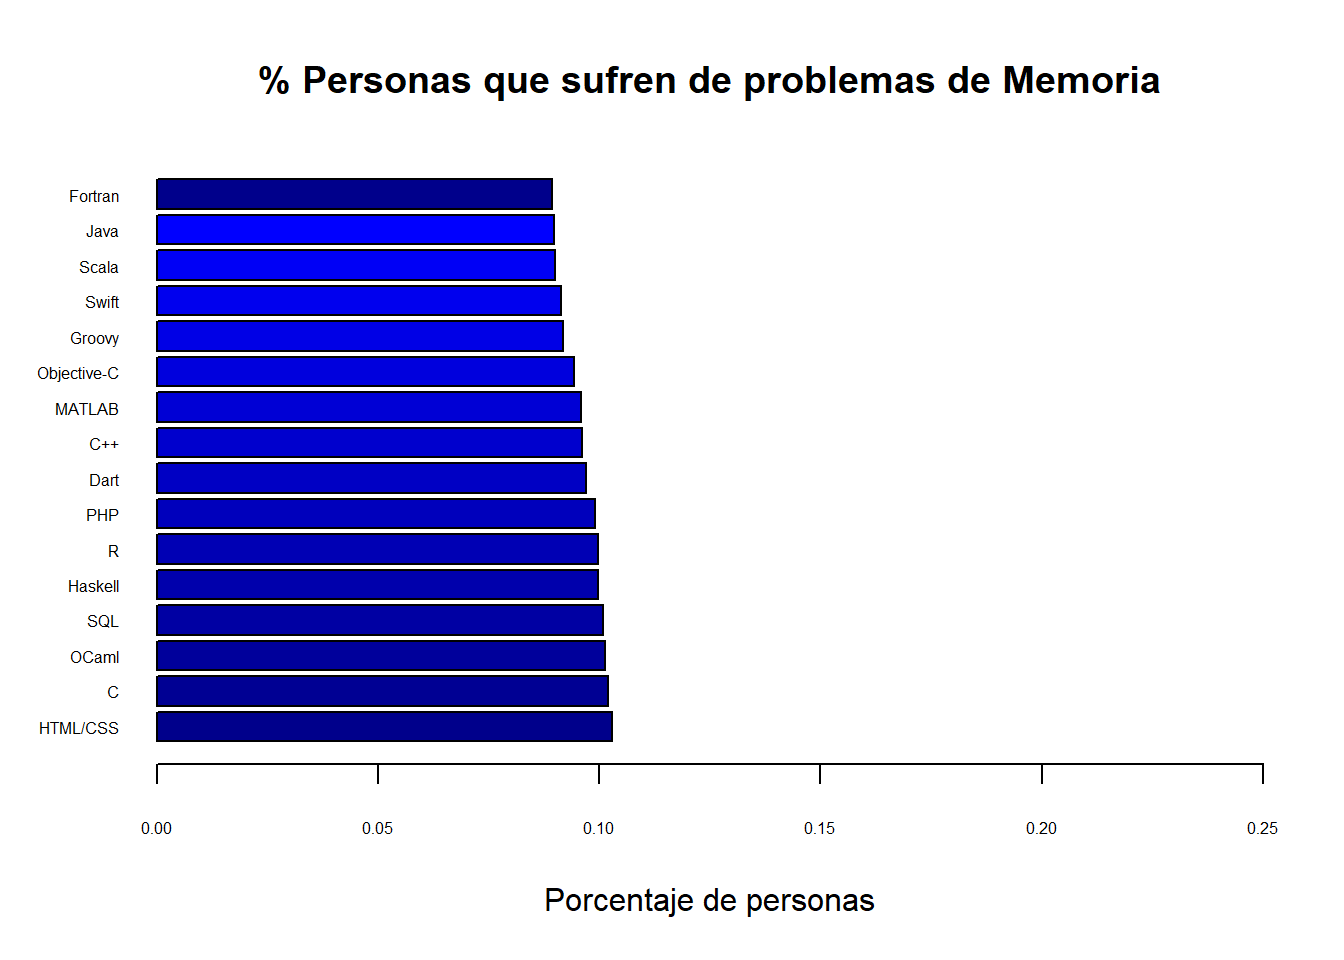 % Personas que sufren de problemas de Memoria
Fortran
Java
Scala
Swift
Groovy
Objective-C
MATLAB
C++
Dart
PHP
R
Haskell
SQL
OCaml
C
HTML/CSS
0.00 0.05 0.10 0.15 0.20 0.25
Porcentaje de personas